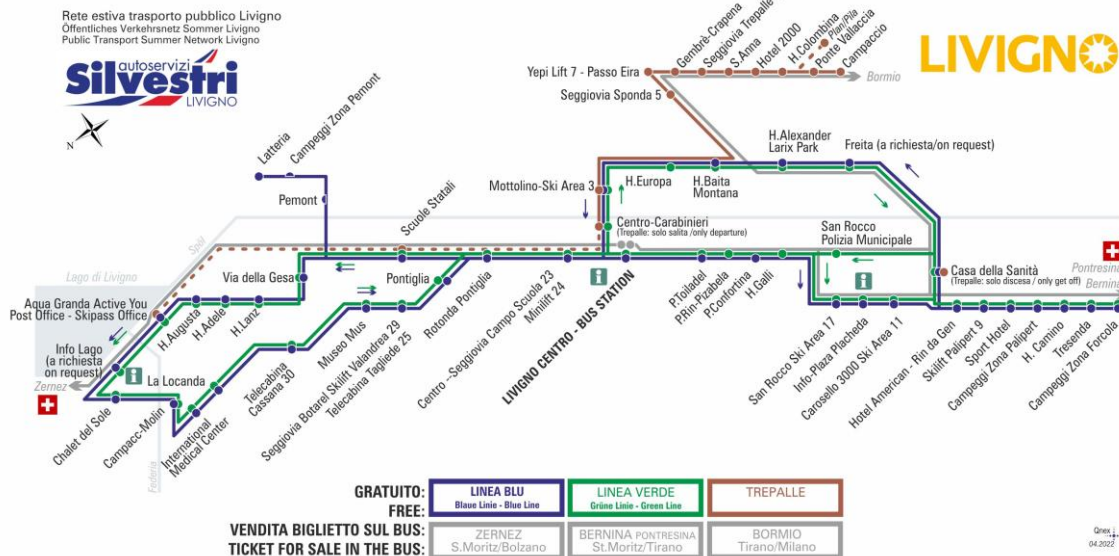 Rete estiva trasporto pubblico Livigno
Öffentliches Verkehrsnetz Sommer Livigno
Public Transport Summer Network Livigno
autoservizi
Silvestri
LIVIGNO
LIVIGNO
N
Gembrè-Crapena
Seggiovia Trepalle
S.Anna
Hotel 2000
H.Colombina
Plan/Pila
Ponte Vallaccia
Campaccio
Bormio
Yepi Lift 7 - Passo Eira
Seggiovia Sponda 5
Latteria
Campeggi Zona Pemont
Pemont
Scuole Statali
Mottolino-Ski Area 3
H.Europa
H.Baita
Montana
H.Alexander
Larix Park
Freita (a richiesta/on request)
Centro-Carabinieri
(Trepalle: solo salita /only departure)
San Rocco
Polizia Municipale
Casa della Sanità
(Trepalle: solo discesa / only get off)
Pontresina
Bernina
Spöl
Lago di Livigno
Via della Gesa
Pontiglia
Aqua Granda Active You
Post Office - Skipass Office
H.Augusta
H.Adele
H.Lanz
Info Lago
(a richiesta
on request)
Zernez
La Locanda
Chalet del Sole
Campacc-Molin
Federia
International
Medical Center
Telecabina
Cassana 30
Museo Mus
Seggiovia Botarel Skilift Valandrea 29
Telecabina Tagliede 25
Rotonda Pontiglia
Centro -Seggiovia Campo Scuola 23
Minilift 24
LIVIGNO CENTRO - BUS STATION
P.Toiladel
P.Rin-Pizabela
P.Confortina
H.Galli
San Rocco Ski Area 17
Info-Plaza Placheda
Carosello 3000 Ski Area 11
Hotel American - Rin da Gen
Skilift Palipert 9
Sport Hotel
Campeggi Zona Palipert
H. Camino
Tresenda
Campeggi Zona Forcola
GRATUITO:
FREE:
LINEA BLU
Blaue Linie - Blue Line
LINEA VERDE
Grüne Linie - Green Line
TREPALLE
VENDITA BIGLIETTO SUL BUS:
TICKET FOR SALE IN THE BUS:
ZERNEZ
S.Moritz/Bolzano
BERNINA PONTRESINA
St.Moritz/Tirano
BORMIO
Tirano/Milano
Qnex
04.2023